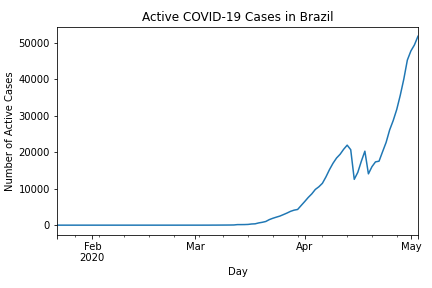 Active COVID-19 Cases in Brazil
Number of Active Cases
50000
40000
30000
20000
10000
0
Feb
2020
Mar
Apr
May
Day